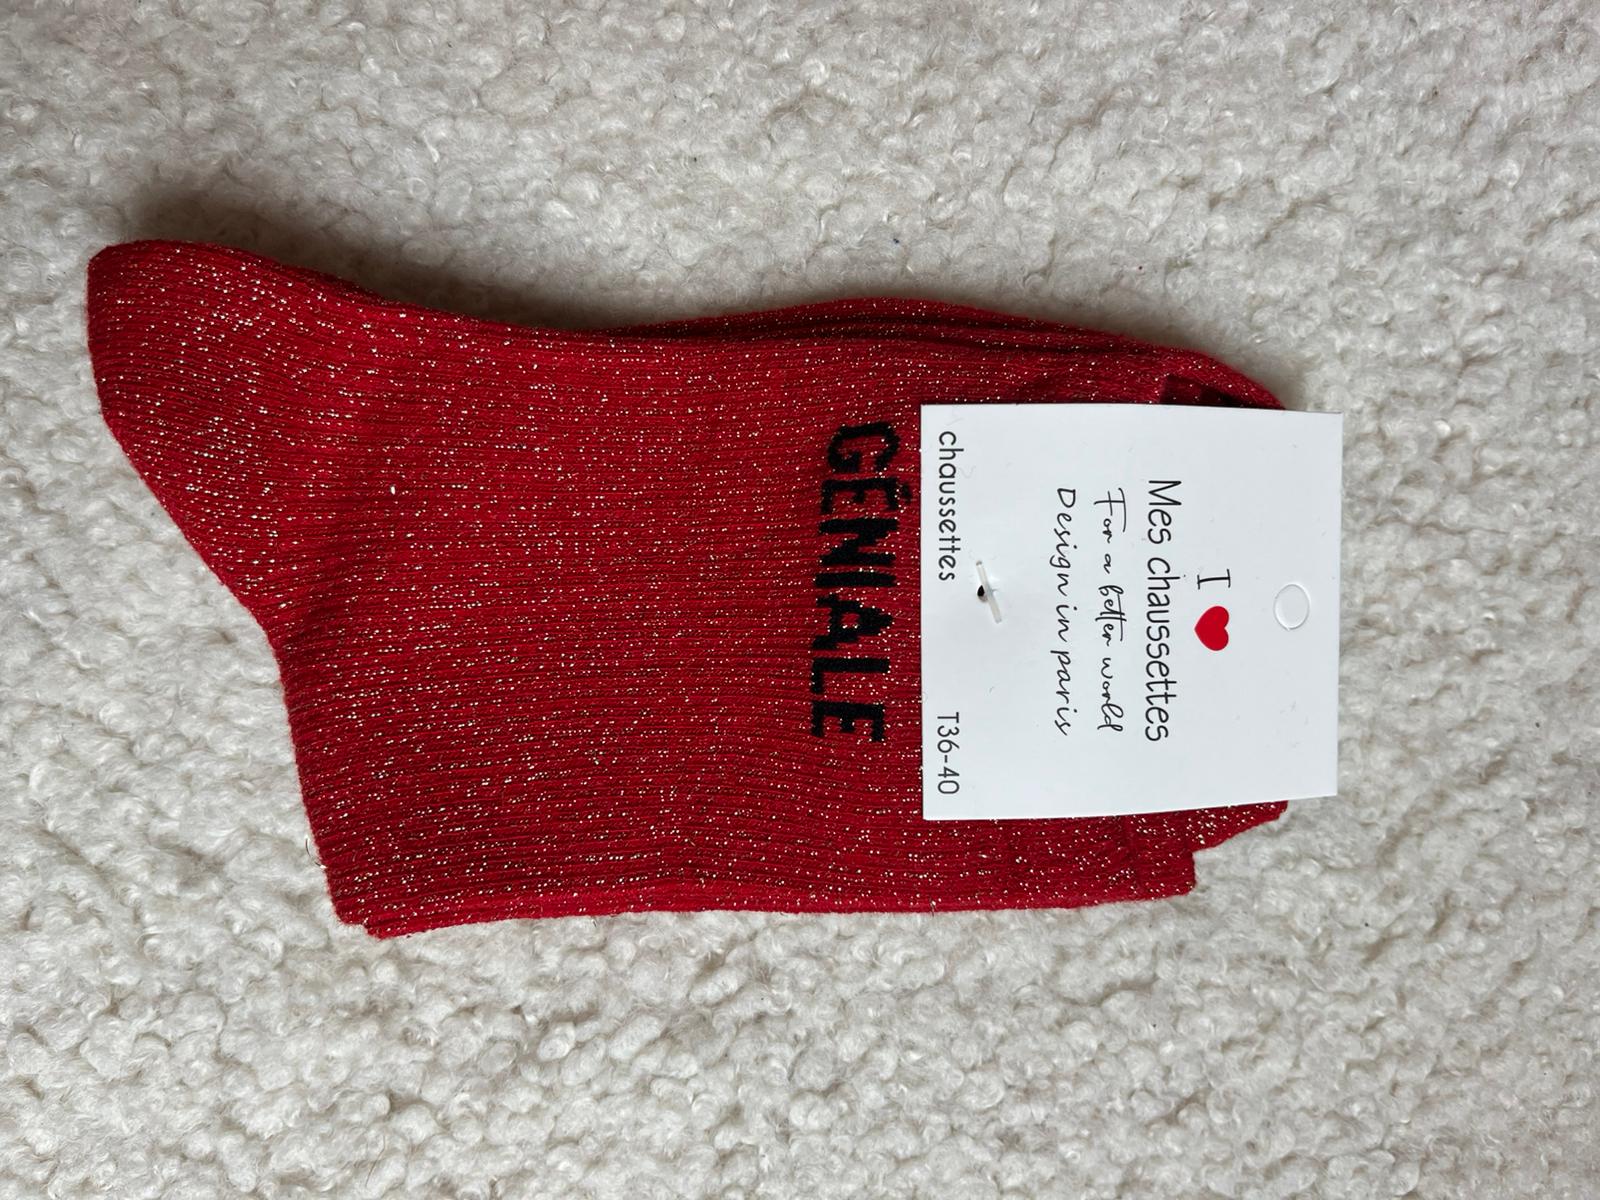 I ❤
Mes chaussettes
For a better world
Design in paris
chaussettes T36-40
GÉNIALE